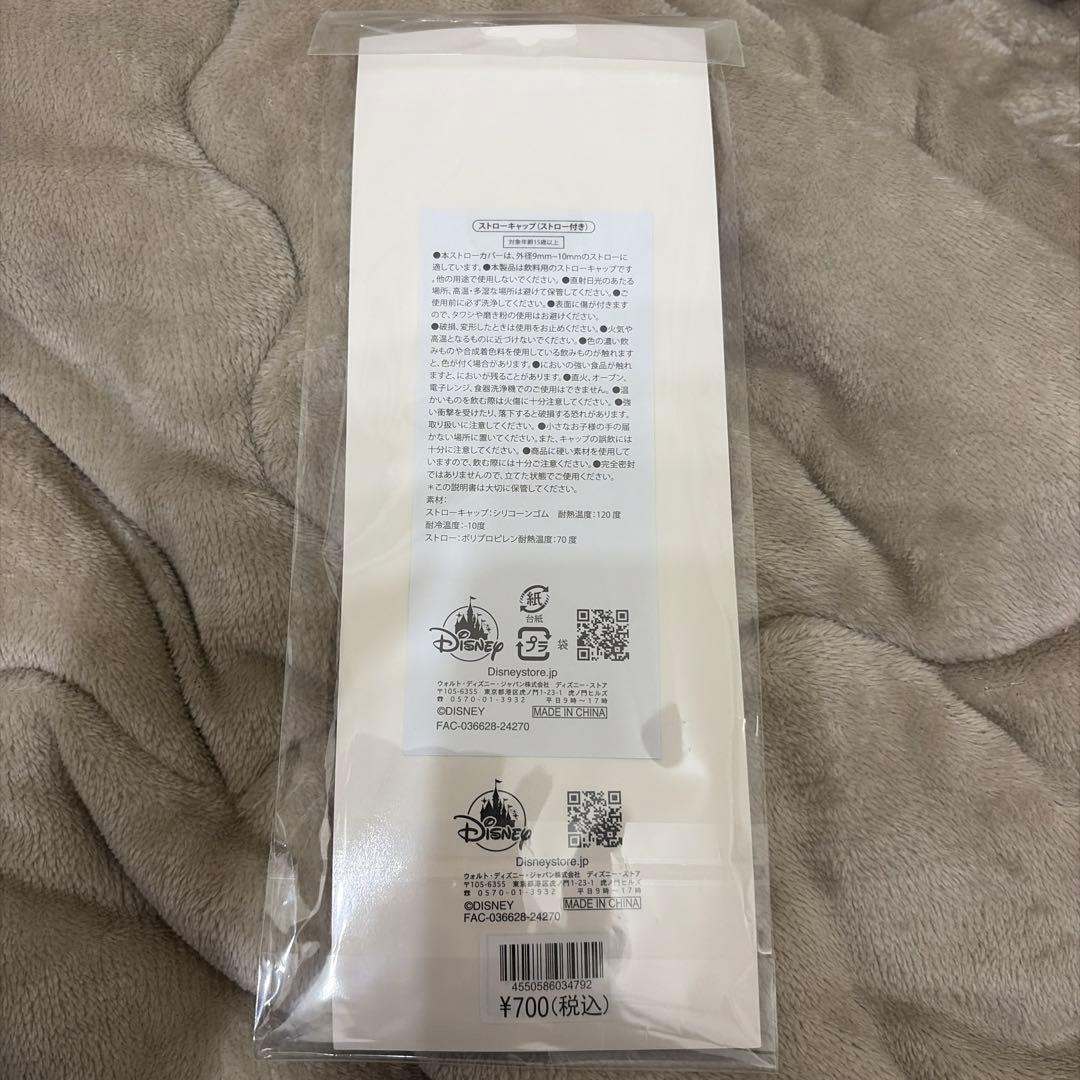 ストローキャップ(ストロー付き)
対象年齢15歳以上
●本ストローカバーは、外径9mm~10mmのストローに
適しています。●本製品は飲料用のストローキャップです
。他の用途で使用しないでください。●直射日光のあたる
場所、高温・多湿な場所は避けて保管してください。●ご
使用前に必ず洗浄してください。●表面に傷が付きます
ので、タワシや磨き粉の使用はお避けください。
●破損、変形したときは使用をお止めください。●火気や
高温となるものに近づけないでください。●色の濃い飲
みものや合成着色料を使用している飲みものが触れます
と、色が付く場合があります。●においの強い食品が触れ
ますと、においが残ることがあります。●直火、オーブン、
電子レンジ、食器洗浄機でのご使用はできません。●温
かいものを飲む際は火傷に十分注意してください。●強
い衝撃を受けたり、落下すると破損する恐れがあります。
取り扱いに注意してください。●小さなお子様の手の届
かない場所に置いてください。また、キャップの誤飲には
十分に注意してください。●商品に硬い素材を使用して
いますので、飲む際には十分ご注意ください。●完全密封
ではありませんので、立てた状態でご使用ください。
*この説明書は大切に保管してください。
素材:
ストローキャップ:シリコーンゴム 耐熱温度:120度
耐冷温度:-10度
ストロー:ポリプロピレン耐熱温度:70度
紙
台紙
プラ 袋
Disney
Disneystore.jp
ウォルト・ディズニー・ジャパン株式会社 ディズニー・ストア
〒105-6355 東京都港区虎ノ門1-23-1 虎ノ門ヒルズ
☎ 0570-01-3932 平日9時~17時
©DISNEY MADE IN CHINA
FAC-036628-24270
Disney
Disneystore.jp
ウォルト・ディズニー・ジャパン株式会社 ディズニー・ストア
〒105-6355 東京都港区虎ノ門1-23-1 虎ノ門ヒルズ
☎ 0570-01-3932 平日9時~17時
©DISNEY MADE IN CHINA
FAC-036628-24270
4550586034792
¥700(税込)